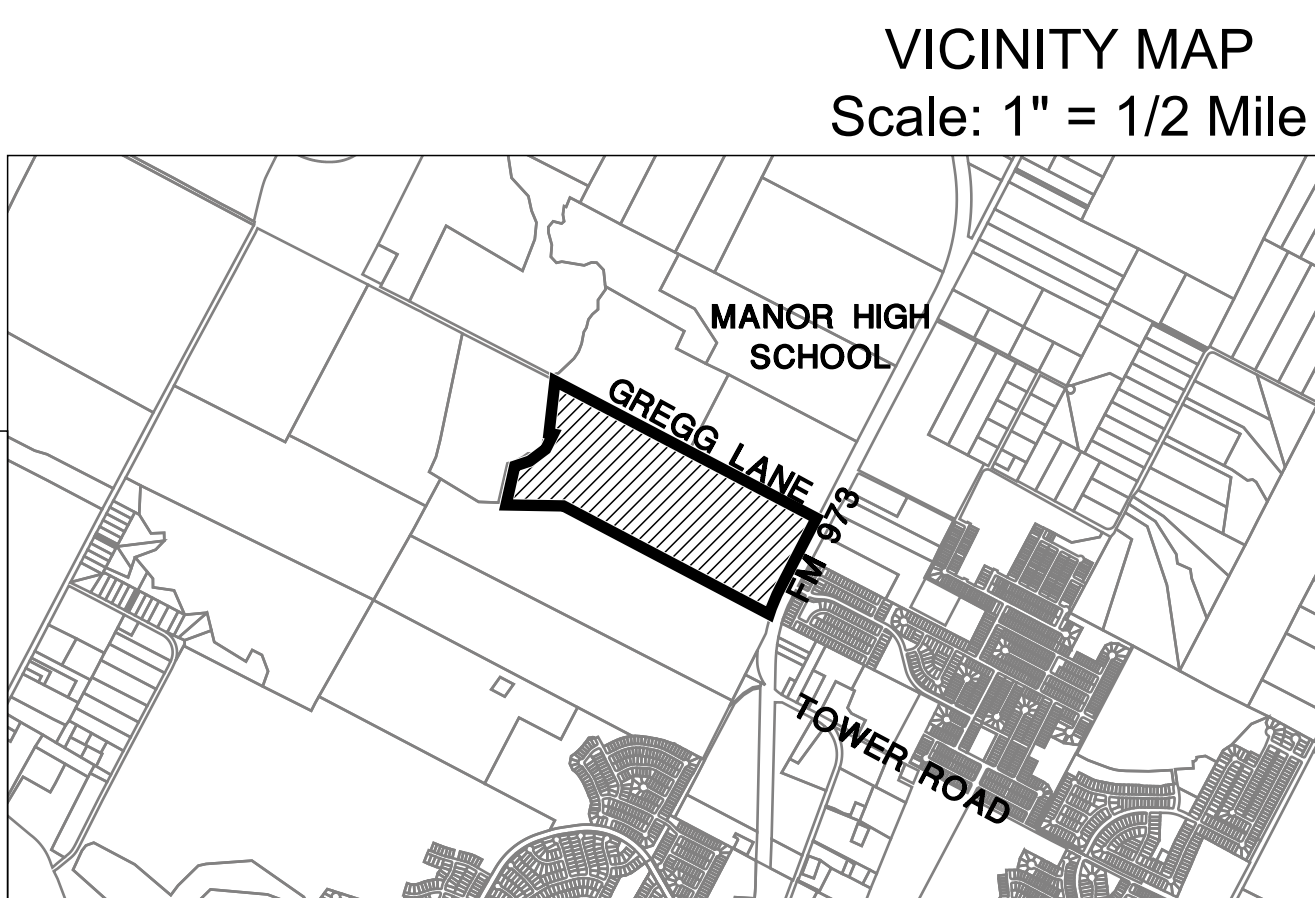 VICINITY MAP
Scale: 1" = 1/2 Mile
MANOR HIGH
SCHOOL
GREGG LANE
FM 973
TOWER ROAD